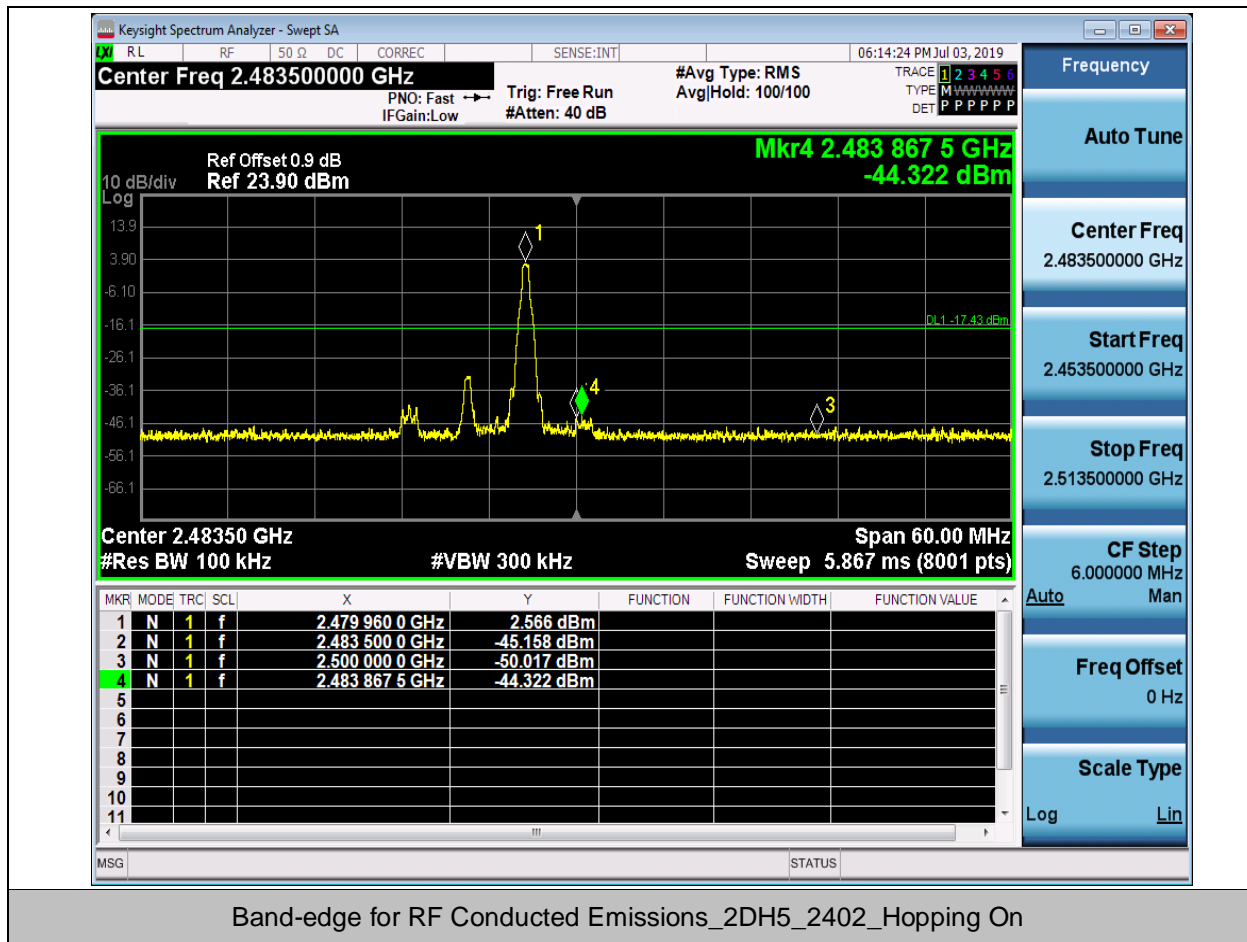 Keysight Spectrum Analyzer - Swept SA
LXI RL RF 50 Ω DC CORREC SENSE:INT 06:14:24 PM Jul 03, 2019
Center Freq 2.483500000 GHz
PNO: Fast
IFGain:Low
Trig: Free Run
#Atten: 40 dB
#Avg Type: RMS
Avg|Hold: 100/100
TRACE 1 2 3 4 5 6
TYPE M WWWWW
DET P P P P P P
Mkr4 2.483 867 5 GHz
-44.322 dBm
Ref Offset 0.9 dB
10 dB/div Ref 23.90 dBm
Log
13.9
3.90
-6.10
-16.1
-26.1
-36.1
-46.1
-56.1
-66.1
1
DL1 -17.43 dBm
4
3
Center 2.48350 GHz Span 60.00 MHz
#Res BW 100 kHz #VBW 300 kHz Sweep 5.867 ms (8001 pts)
MKR MODE TRC SCL X Y FUNCTION FUNCTION WIDTH FUNCTION VALUE
1 N 1 f 2.479 960 0 GHz 2.566 dBm
2 N 1 f 2.483 500 0 GHz -45.158 dBm
3 N 1 f 2.500 000 0 GHz -50.017 dBm
4 N 1 f 2.483 867 5 GHz -44.322 dBm
5
6
7
8
9
10
11
MSG STATUS
Frequency
Auto Tune
Center Freq
2.483500000 GHz
Start Freq
2.453500000 GHz
Stop Freq
2.513500000 GHz
CF Step
6.000000 MHz
Auto Man
Freq Offset
0 Hz
Scale Type
Log Lin
Band-edge for RF Conducted Emissions_2DH5_2402_Hopping On